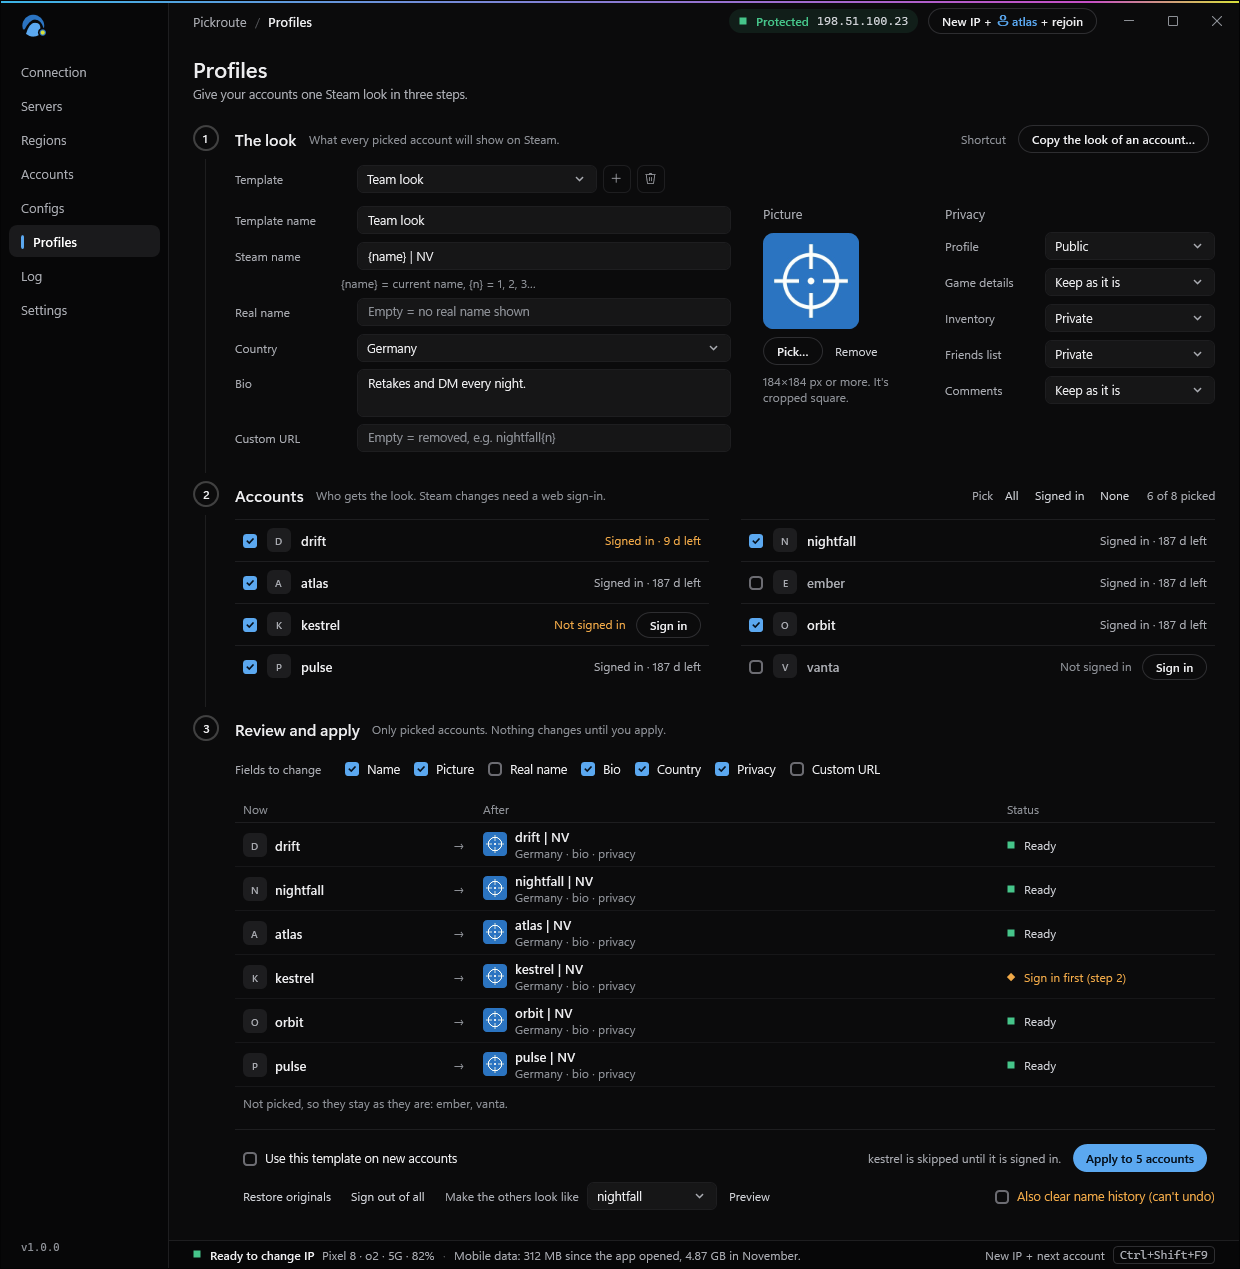 Pickroute / Profiles
Protected 198.51.100.23
New IP + atlas + rejoin
Connection
Servers
Regions
Accounts
Configs
Profiles
Log
Settings
Profiles
Give your accounts one Steam look in three steps.
1 The look What every picked account will show on Steam.
Shortcut Copy the look of an account...
Template Team look +
Template name Team look
Steam name {name} | NV
{name} = current name, {n} = 1, 2, 3...
Real name Empty = no real name shown
Country Germany
Bio Retakes and DM every night.
Custom URL Empty = removed, e.g. nightfall{n}
Picture
Pick... Remove
184×184 px or more. It's
cropped square.
Privacy
Profile Public
Game details Keep as it is
Inventory Private
Friends list Private
Comments Keep as it is
2 Accounts Who gets the look. Steam changes need a web sign-in.
Pick All Signed in None 6 of 8 picked
D drift Signed in · 9 d left
N nightfall Signed in · 187 d left
A atlas Signed in · 187 d left
E ember Signed in · 187 d left
K kestrel Not signed in Sign in
O orbit Signed in · 187 d left
P pulse Signed in · 187 d left
V vanta Not signed in Sign in
3 Review and apply Only picked accounts. Nothing changes until you apply.
Fields to change Name Picture Real name Bio Country Privacy Custom URL
Now After Status
D drift → drift | NV
Germany · bio · privacy
Ready
N nightfall → nightfall | NV
Germany · bio · privacy
Ready
A atlas → atlas | NV
Germany · bio · privacy
Ready
K kestrel → kestrel | NV
Germany · bio · privacy
Sign in first (step 2)
O orbit → orbit | NV
Germany · bio · privacy
Ready
P pulse → pulse | NV
Germany · bio · privacy
Ready
Not picked, so they stay as they are: ember, vanta.
Use this template on new accounts
kestrel is skipped until it is signed in. Apply to 5 accounts
Restore originals Sign out of all Make the others look like nightfall Preview
Also clear name history (can't undo)
v1.0.0
Ready to change IP Pixel 8 · o2 · 5G · 82% · Mobile data: 312 MB since the app opened, 4.87 GB in November.
New IP + next account Ctrl+Shift+F9